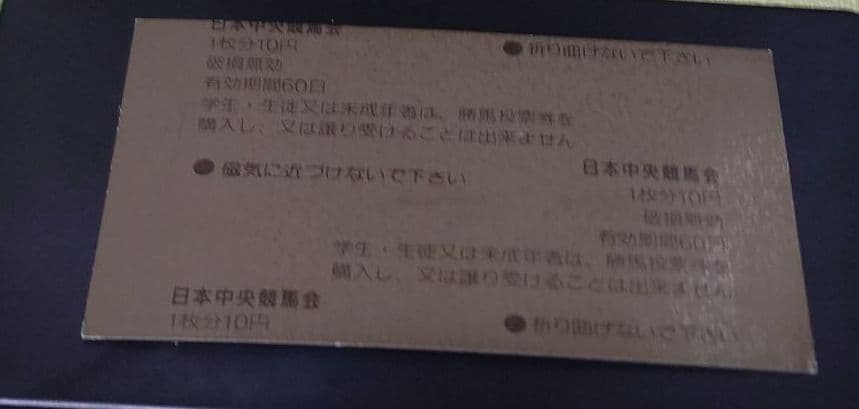 日本中央競馬会
1枚分10円
● 折り曲げないで下さい
破損無効
有効期間60日
学生・生徒又は未成年者は、勝馬投票券を
購入し、又は譲り受けることは出来ません
● 磁気に近づけないで下さい
日本中央競馬会
1枚分10円
破損無効
有効期間60日
学生・生徒又は未成年者は、勝馬投票券を
購入し、又は譲り受けることは出来ません
日本中央競馬会
1枚分10円
● 折り曲げないで下さい